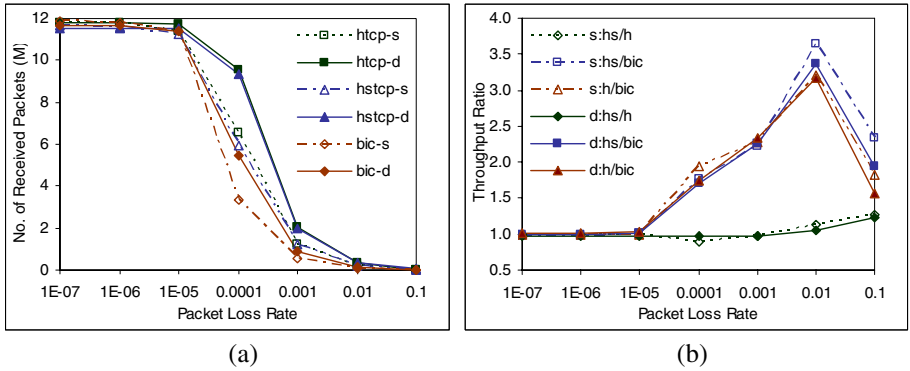 No. of Received Packets (M)
12
10
8
6
4
2
0
1E-07 1E-06 1E-05 0.0001 0.001 0.01 0.1
Packet Loss Rate
htcp-s
htcp-d
hstcp-s
hstcp-d
bic-s
bic-d
(a)
Throughput Ratio
4.0
3.5
3.0
2.5
2.0
1.5
1.0
0.5
1E-07 1E-06 1E-05 0.0001 0.001 0.01 0.1
Packet Loss Rate
s:hs/h
s:hs/bic
s:h/bic
d:hs/h
d:hs/bic
d:h/bic
(b)